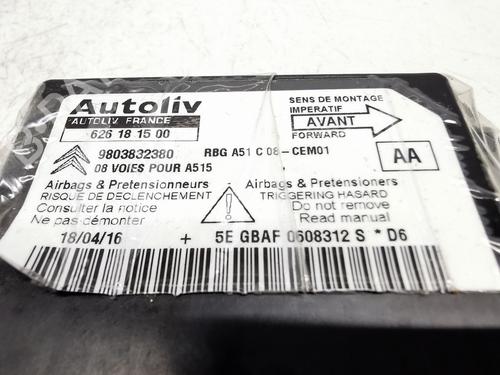 Autoliv
AUTOLIV FRANCE
626 18 15 00
SENS DE MONTAGE
IMPERATIF
AVANT
FORWARD
9803832380
RBG A51 C 08-CEM01
08 VOIES POUR A515
AA
Airbags & Pretensionneurs
RISQUE DE DECLENCHEMENT
Consulter la notice
Ne pas démonter
Airbags & Pretensioners
TRIGGERING HASARD
Do not remove
Read manual
18/04/16 + 5E GBAF 0608312 S * D6